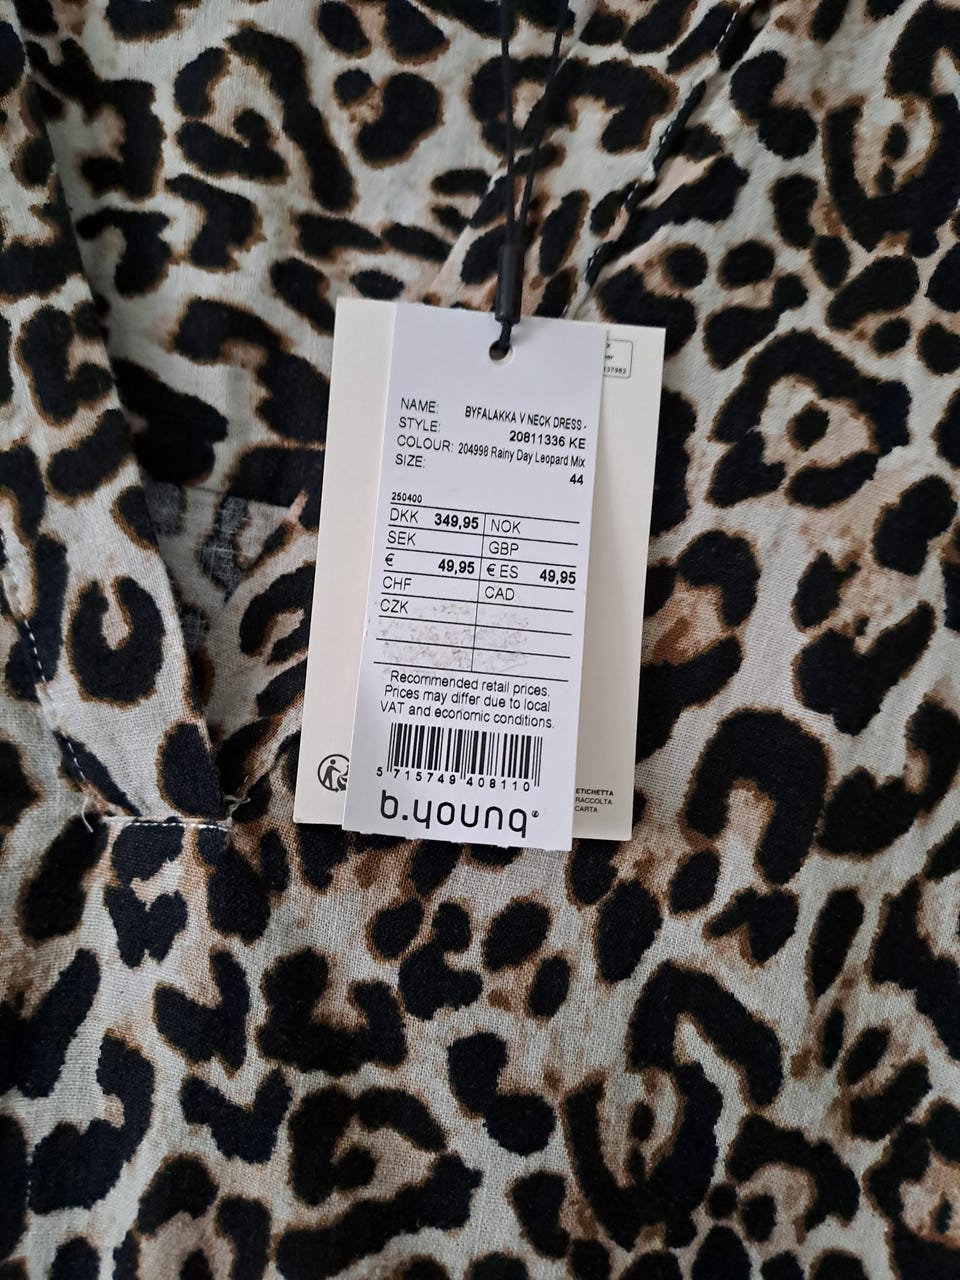 NAME: BYFALAKKA V NECK DRESS -
STYLE: 20811336 KE
COLOUR: 204998 Rainy Day Leopard Mix
SIZE: 44
250400
DKK 349,95 NOK
SEK GBP
€ 49,95 € ES 49,95
CHF CAD
CZK
Recommended retail prices.
Prices may differ due to local
VAT and economic conditions.
5 715749 408110
b.young
ETICHETTA
RACCOLTA
CARTA